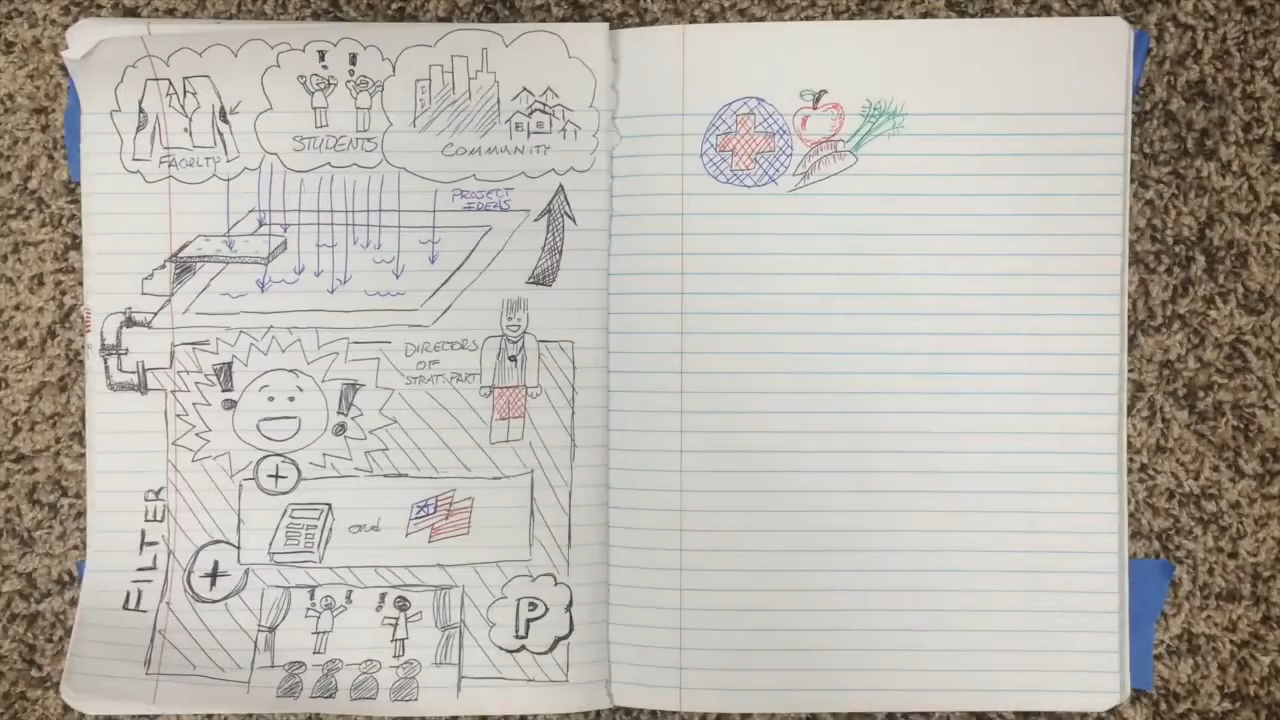 FACULTY
STUDENTS
COMMUNITY
PROJECT
IDEAS
DIRECTORS
OF
STRAT. PART
FILTER
and
P